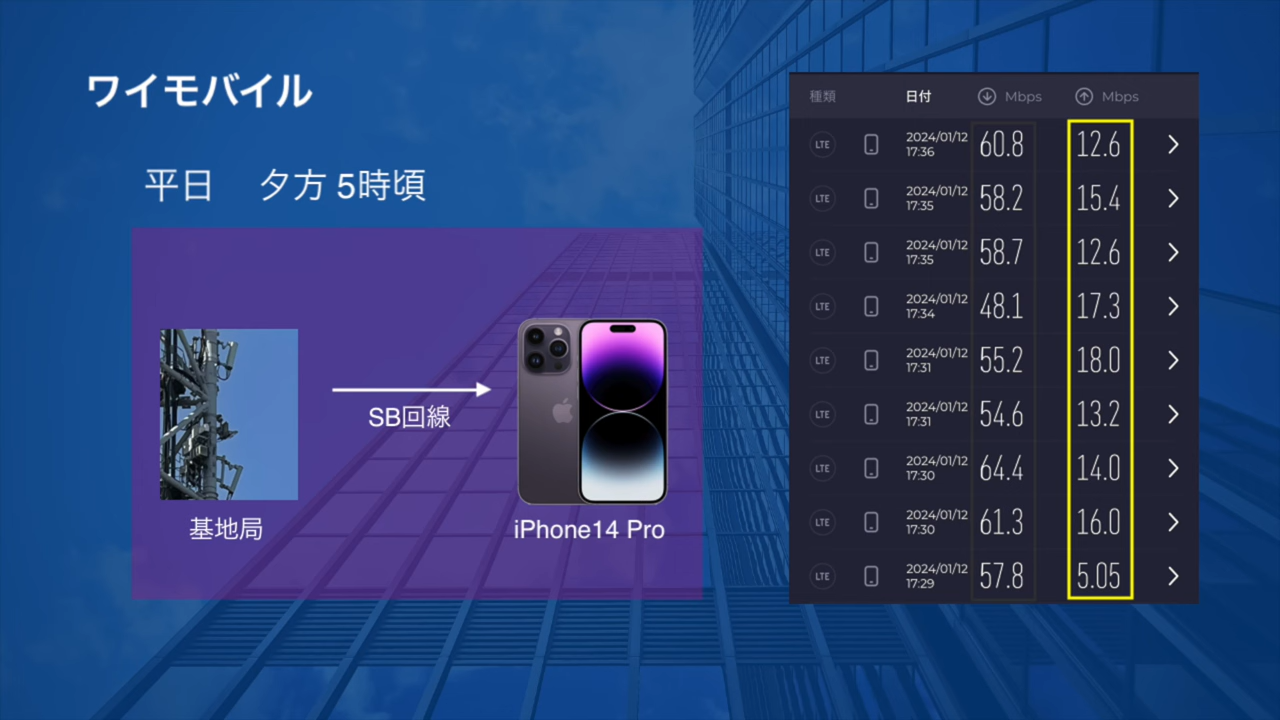 ワイモバイル
平日 夕方 5時頃
SB回線
基地局
iPhone14 Pro
種類 日付 Mbps Mbps
LTE 2024/01/12 17:36 60.8 12.6
LTE 2024/01/12 17:35 58.2 15.4
LTE 2024/01/12 17:35 58.7 12.6
LTE 2024/01/12 17:34 48.1 17.3
LTE 2024/01/12 17:31 55.2 18.0
LTE 2024/01/12 17:31 54.6 13.2
LTE 2024/01/12 17:30 64.4 14.0
LTE 2024/01/12 17:30 61.3 16.0
LTE 2024/01/12 17:29 57.8 5.05